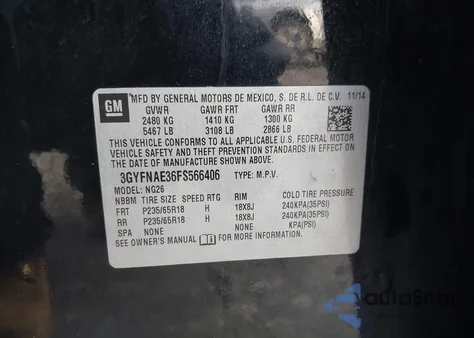 GM
MFD BY GENERAL MOTORS DE MEXICO, S. DE R.L. DE C.V. 11/14
GVWR GAWR FRT GAWR RR
2480 KG 1410 KG 1300 KG
5467 LB 3108 LB 2866 LB
THIS VEHICLE CONFORMS TO ALL APPLICABLE U.S. FEDERAL MOTOR
VEHICLE SAFETY, AND THEFT PREVENTION STANDARDS IN EFFECT ON
THE DATE OF MANUFACTURE SHOWN ABOVE.
3GYFNAE36FS566406 TYPE: M.P.V.
MODEL: NG26
NBBM TIRE SIZE SPEED RTG RIM COLD TIRE PRESSURE
FRT P235/65R18 H 18X8J 240KPA(35PSI)
RR P235/65R18 H 18X8J 240KPA(35PSI)
SPA NONE NONE KPA(PSI)
SEE OWNER'S MANUAL FOR MORE INFORMATION.
autoSnap